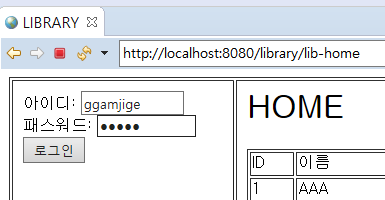 LIBRARY
http://localhost:8080/library/lib-home
아이디: ggamjige
패스워드: •••••
로그인
HOME
ID 이름
1 AAA